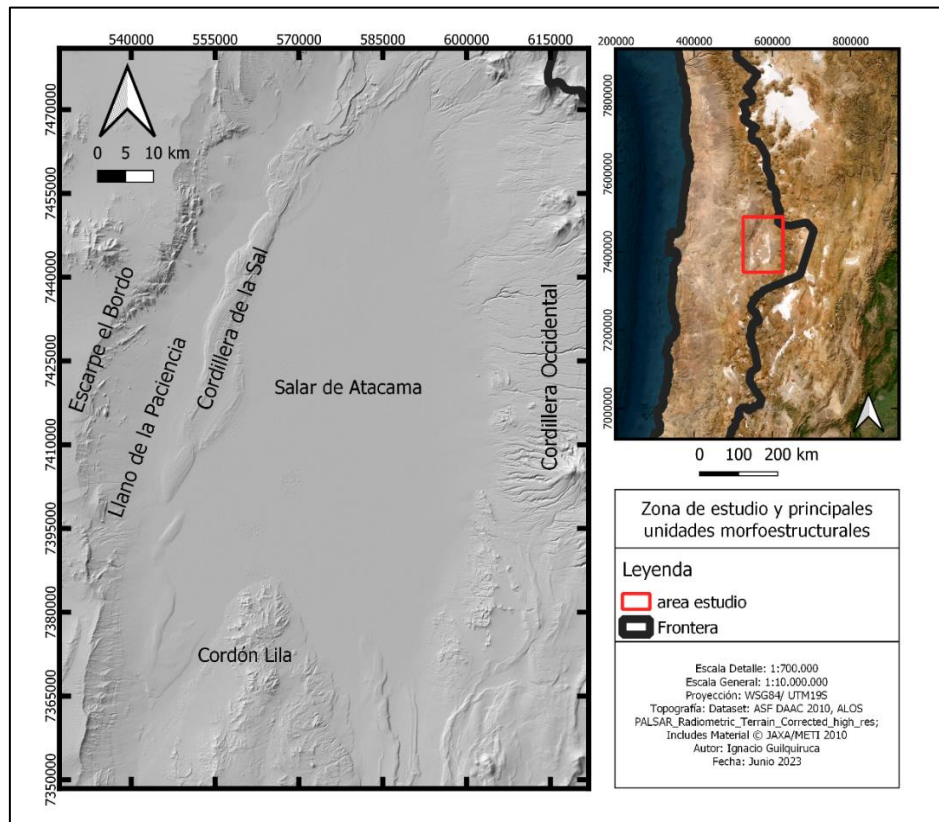 540000 555000 570000 585000 600000 615000
7470000
7455000
7440000
7425000
7410000
7395000
7380000
7365000
7350000
0 5 10 km
Escarpe el Bordo
Llano de la Paciencia
Cordillera de la Sal
Salar de Atacama
Cordillera Occidental
Cordón Lila
200000 400000 600000 800000
7800000
7600000
7400000
7200000
7000000
0 100 200 km
Zona de estudio y principales
unidades morfoestructurales
Leyenda
area estudio
Frontera
Escala Detalle: 1:700.000
Escala General: 1:10.000.000
Proyección: WSG84/ UTM19S
Topografía: Dataset: ASF DAAC 2010, ALOS
PALSAR_Radiometric_Terrain_Corrected_high_res;
Includes Material © JAXA/METI 2010
Autor: Ignacio Guilquiruca
Fecha: Junio 2023